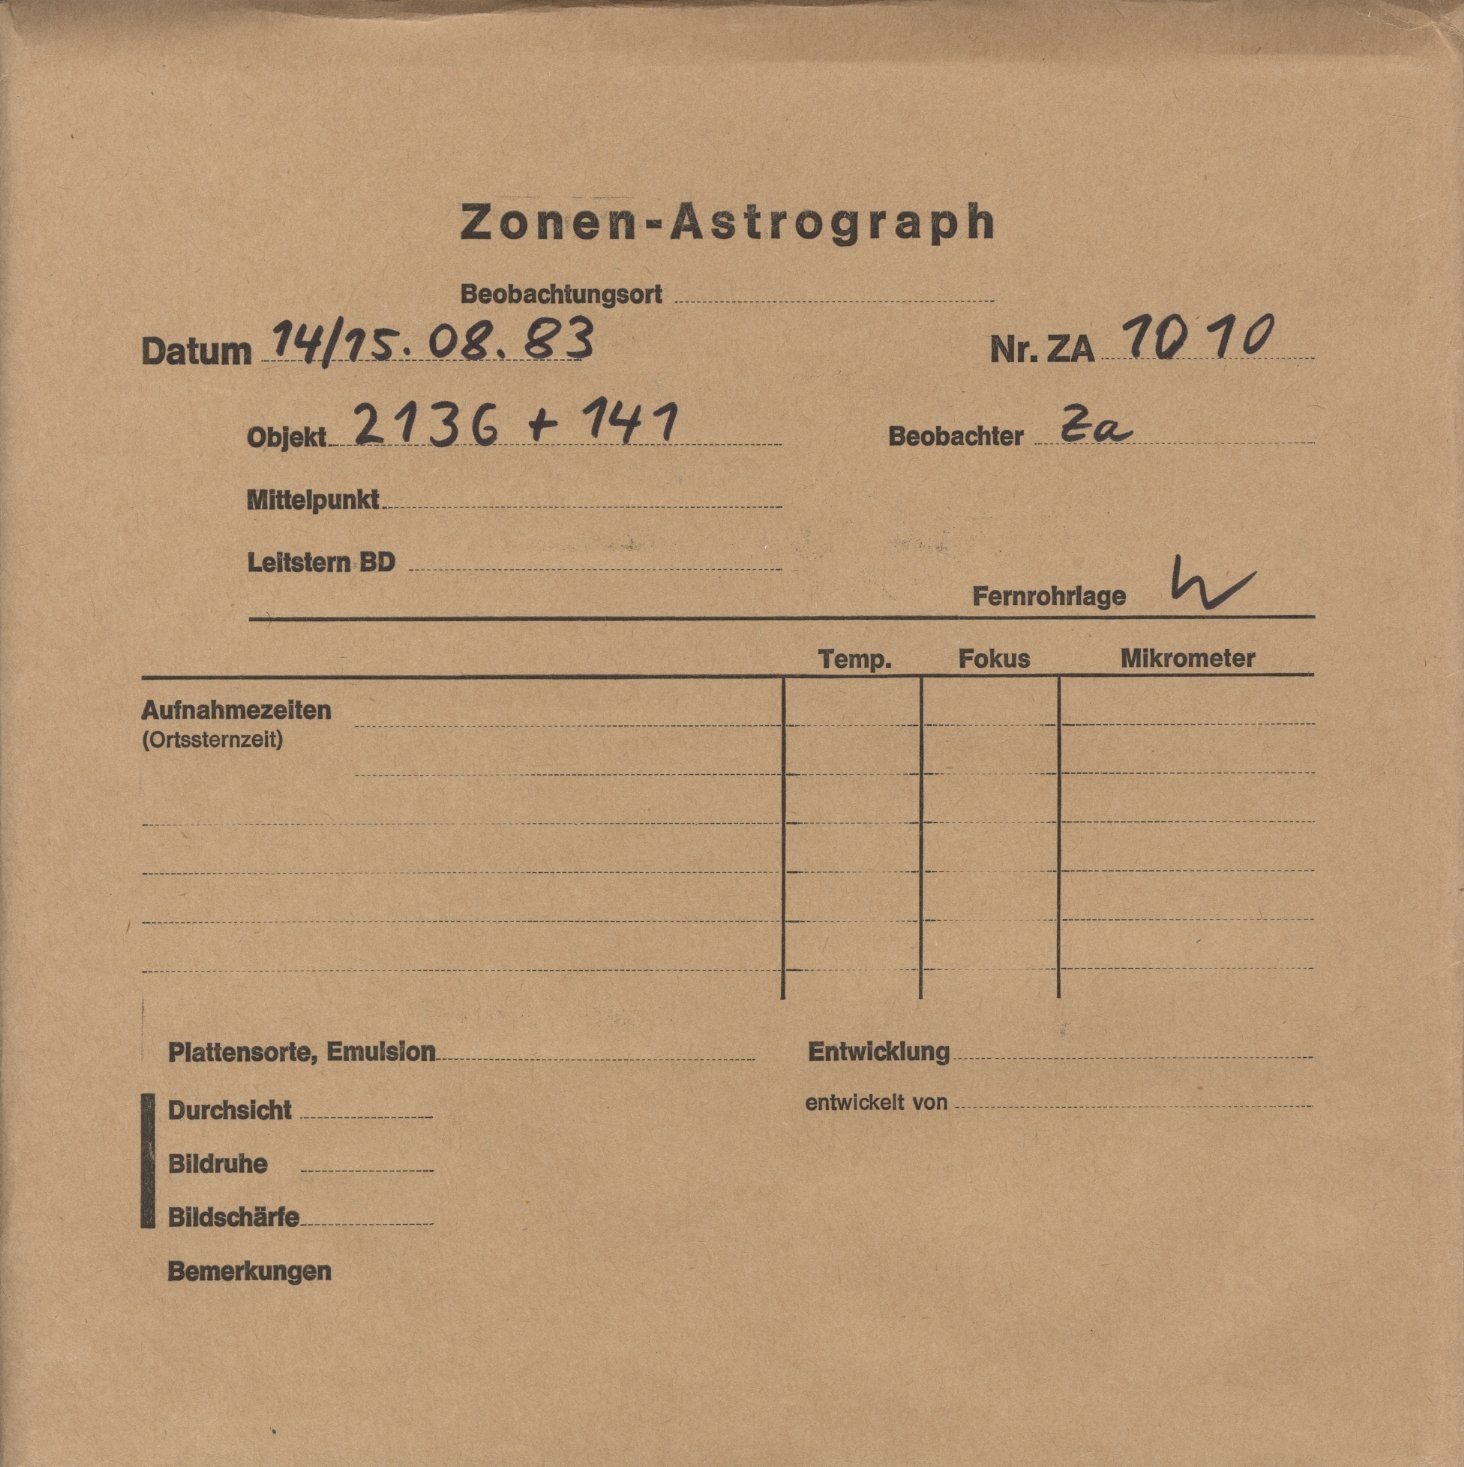 Zonen-Astrograph
Beobachtungsort
Datum 14/15.08.83 Nr. ZA 1010
Objekt 2136 + 141 Beobachter Za
Mittelpunkt
Leitstern BD
Fernrohrlage W
Temp. Fokus Mikrometer
Aufnahmezeiten
(Ortssternzeit)
Plattensorte, Emulsion Entwicklung
Durchsicht entwickelt von
Bildruhe
Bildschärfe
Bemerkungen